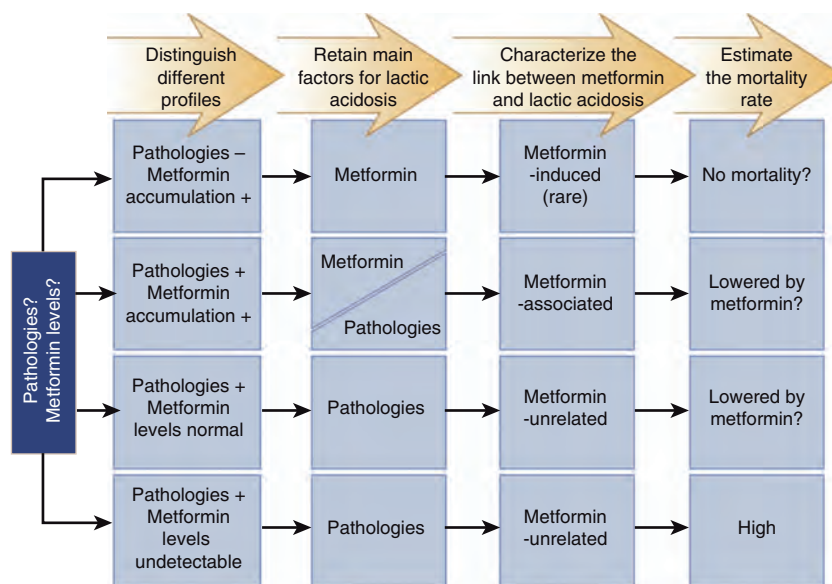 Distinguish
different
profiles
Retain main
factors for lactic
acidosis
Characterize the
link between metformin
and lactic acidosis
Estimate
the mortality
rate
Pathologies?
Metformin levels?
Pathologies –
Metformin
accumulation +
Metformin
Metformin
-induced
(rare)
No mortality?
Pathologies +
Metformin
accumulation +
Metformin
Pathologies
Metformin
-associated
Lowered by
metformin?
Pathologies +
Metformin
levels normal
Pathologies
Metformin
-unrelated
Lowered by
metformin?
Pathologies +
Metformin
levels
undetectable
Pathologies
Metformin
-unrelated
High